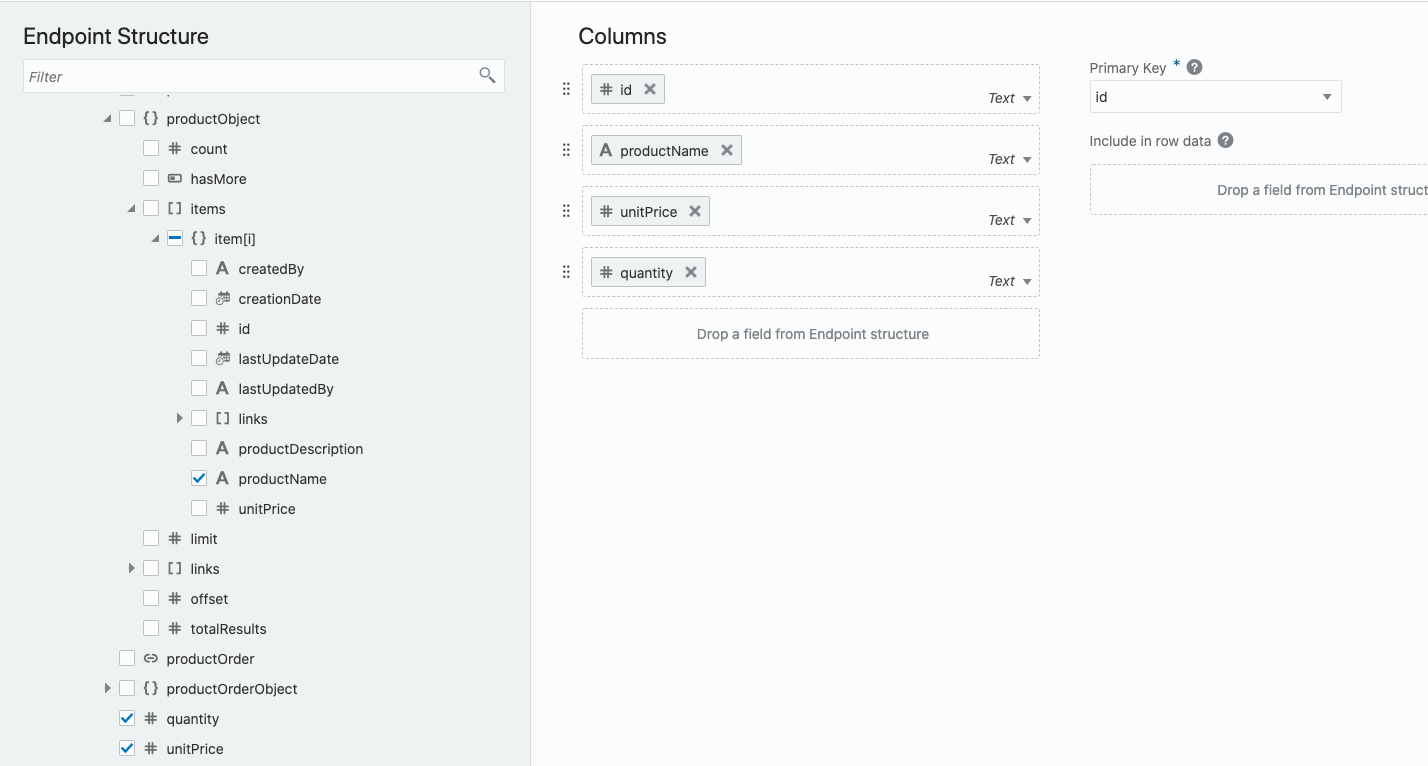 Endpoint Structure
Filter
productObject
count
hasMore
items
item[i]
createdBy
creationDate
id
lastUpdateDate
lastUpdatedBy
links
productDescription
productName
unitPrice
limit
links
offset
totalResults
productOrder
productOrderObject
quantity
unitPrice
Columns
id
Text
productName
Text
unitPrice
Text
quantity
Text
Drop a field from Endpoint structure
Primary Key *
id
Include in row data
Drop a field from Endpoint struct